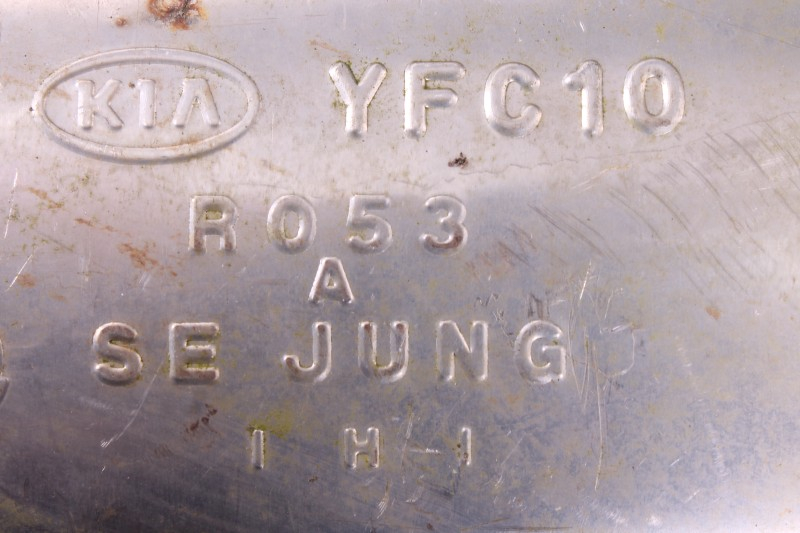 KIA YFC10
R053
A
SE JUNG
I H I